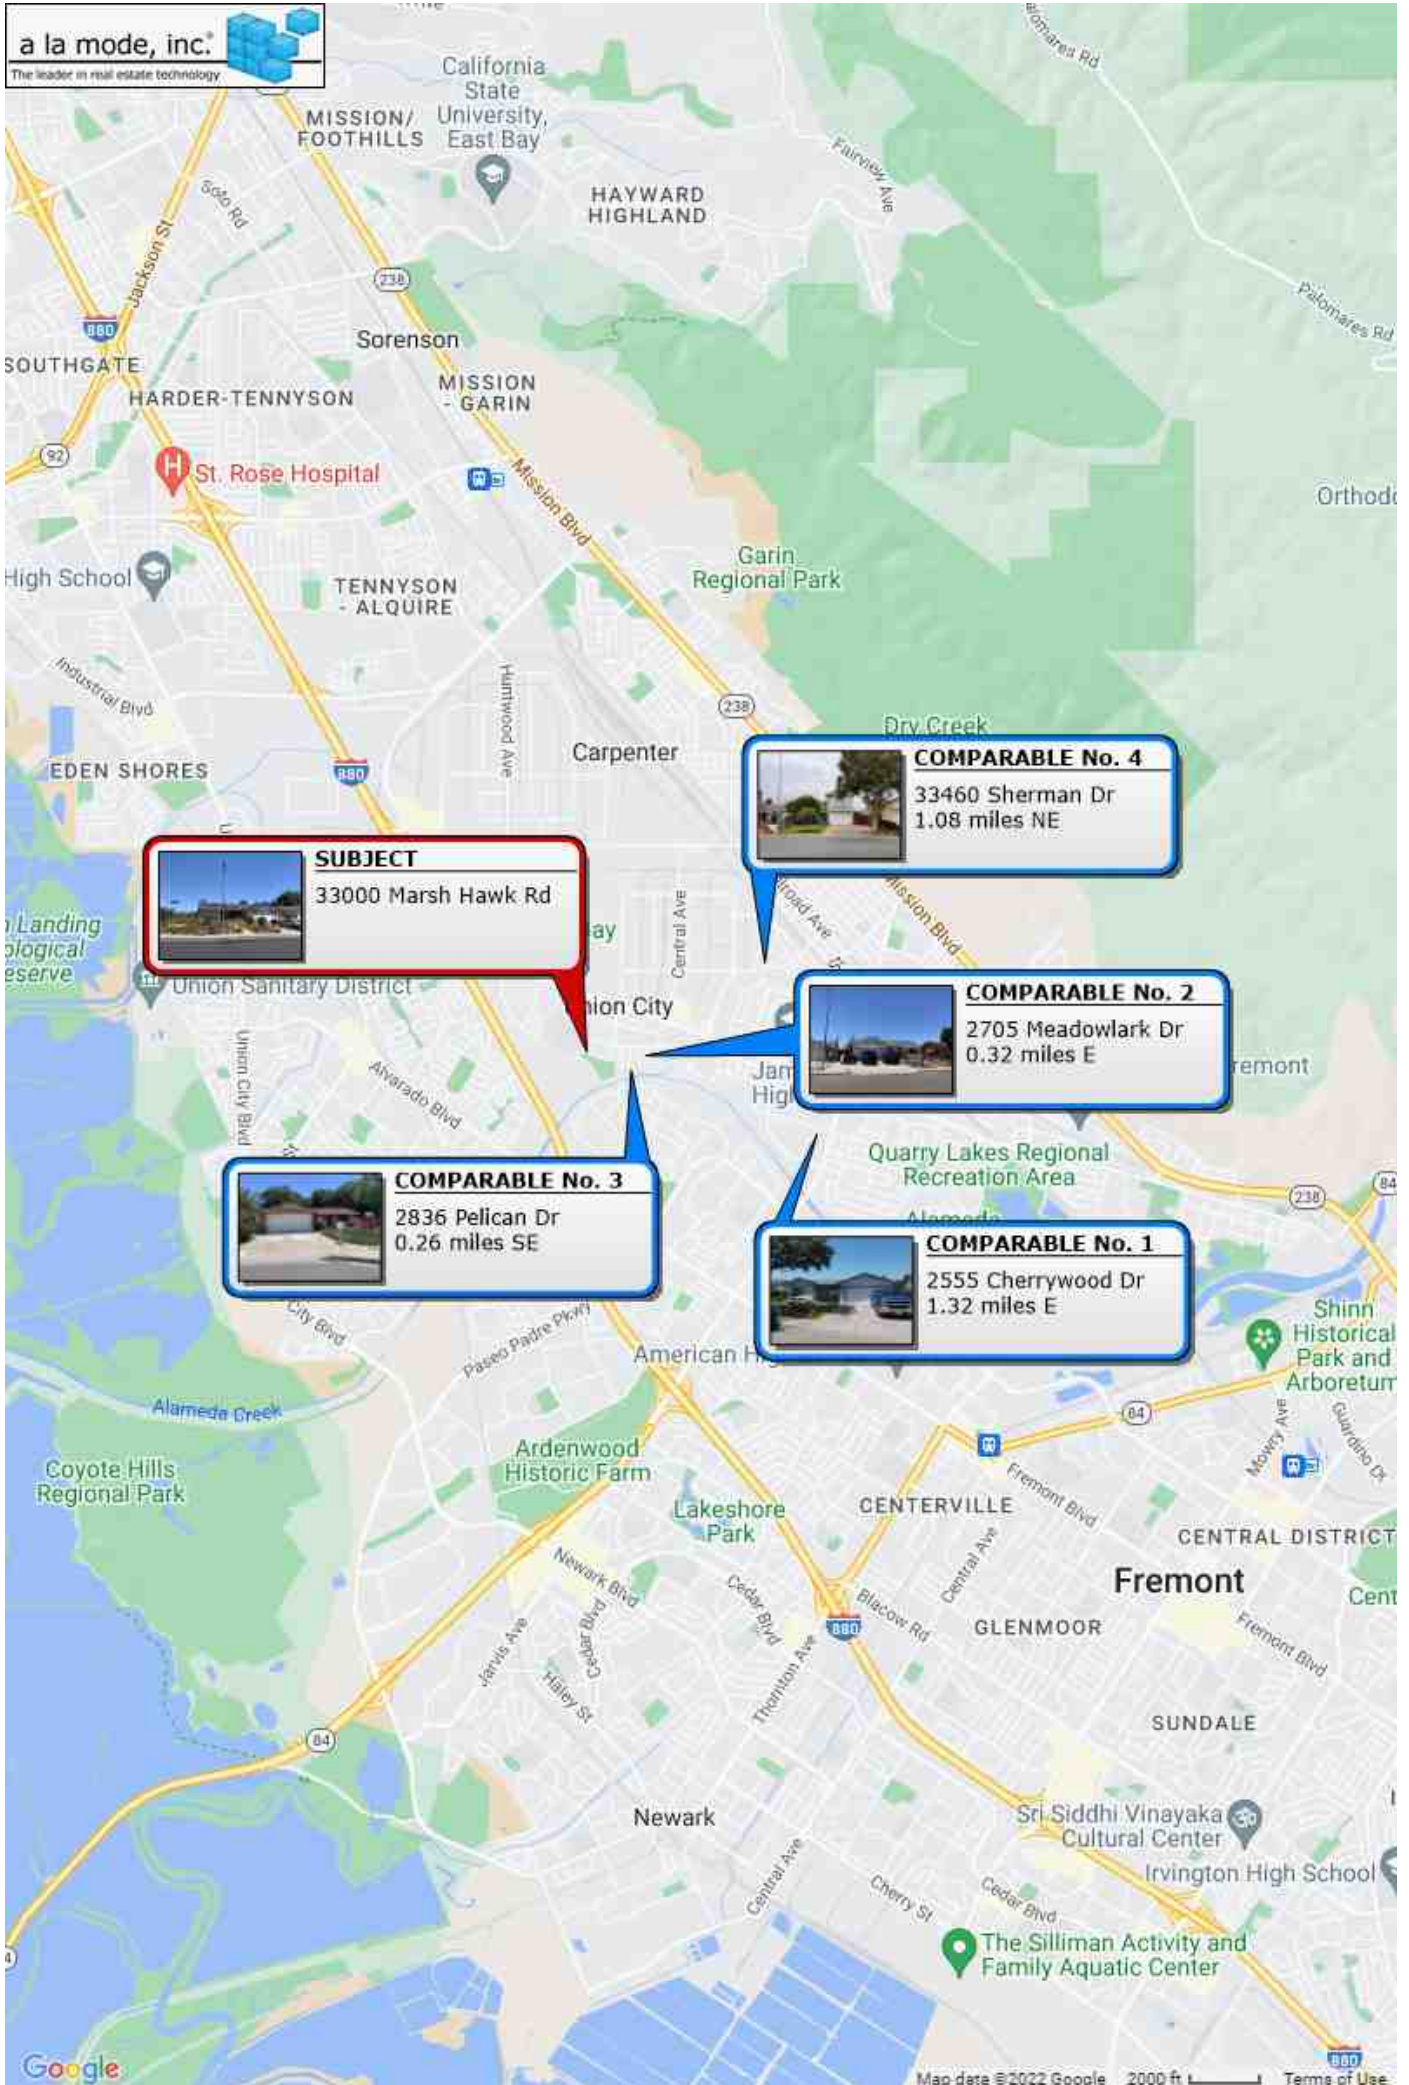 a la mode, inc.®
The leader in real estate technology
California
State
University,
East Bay
MISSION/
FOOTHILLS
Palomares Rd
Fairview Ave
Soto Rd
HAYWARD
HIGHLAND
Jackson St
238
Palomares Rd
880
Sorenson
SOUTHGATE
HARDER-TENNYSON
MISSION
- GARIN
92
St. Rose Hospital
Mission Blvd
Garin
Regional Park
High School
TENNYSON
- ALQUIRE
Industrial Blvd
Huntwood Ave
238
Dry Creek
Carpenter
EDEN SHORES
880
COMPARABLE No. 4
33460 Sherman Dr
1.08 miles NE
SUBJECT
33000 Marsh Hawk Rd
Central Ave
Mission Blvd
Landing
Union Sanitary District
COMPARABLE No. 2
2705 Meadowlark Dr
0.32 miles E
Union City Blvd
Alvarado Blvd
Quarry Lakes Regional
Recreation Area
COMPARABLE No. 3
2836 Pelican Dr
0.26 miles SE
238
84
Alameda
COMPARABLE No. 1
2555 Cherrywood Dr
1.32 miles E
City Blvd
Paseo Padre Pkwy
American
Shinn
Historical
Park and
Arboretum
Alameda Creek
84
Mowry Ave
Guardino Dr
Ardenwood
Historic Farm
Coyote Hills
Regional Park
Fremont Blvd
Lakeshore
Park
CENTERVILLE
CENTRAL DISTRICT
Central Ave
Newark Blvd
Cedar Blvd
Fremont
Cent
Blacow Rd
880
Cedar Blvd
Jarvis Ave
GLENMOOR
Fremont Blvd
Thornton Ave
Haley St
SUNDALE
84
Newark
Sri Siddhi Vinayaka
Cultural Center
Irvington High School
Central Ave
Cherry St
Cedar Blvd
The Silliman Activity and
Family Aquatic Center
880
Google
Map data ©2022 Google
2000 ft
Terms of Use